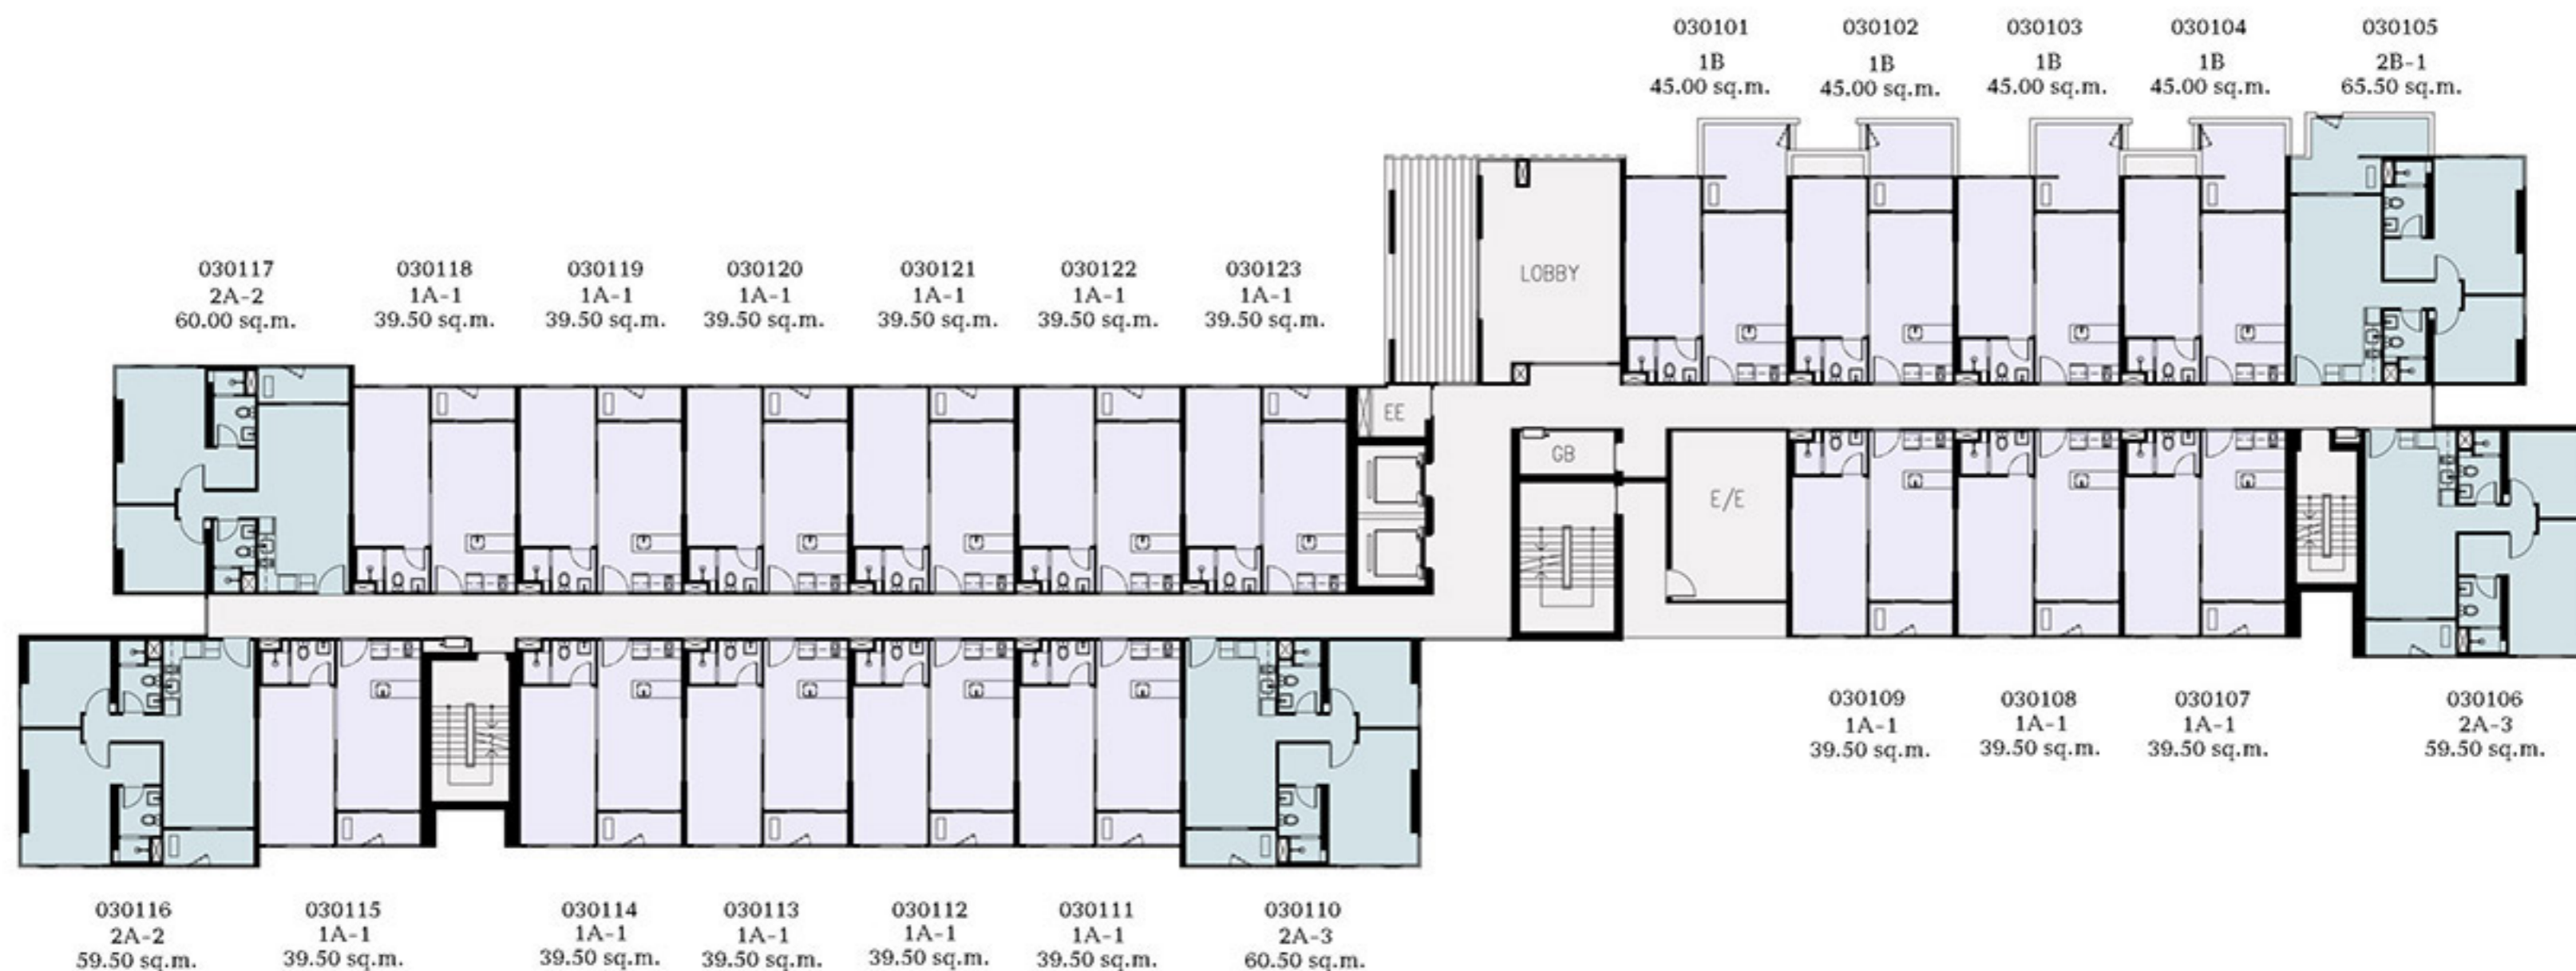 030101
1B
45.00 sq.m.
030102
1B
45.00 sq.m.
030103
1B
45.00 sq.m.
030104
1B
45.00 sq.m.
030105
2B-1
65.50 sq.m.
030117
2A-2
60.00 sq.m.
030118
1A-1
39.50 sq.m.
030119
1A-1
39.50 sq.m.
030120
1A-1
39.50 sq.m.
030121
1A-1
39.50 sq.m.
030122
1A-1
39.50 sq.m.
030123
1A-1
39.50 sq.m.
LOBBY
EE
GB
E/E
030109
1A-1
39.50 sq.m.
030108
1A-1
39.50 sq.m.
030107
1A-1
39.50 sq.m.
030106
2A-3
59.50 sq.m.
030116
2A-2
59.50 sq.m.
030115
1A-1
39.50 sq.m.
030114
1A-1
39.50 sq.m.
030113
1A-1
39.50 sq.m.
030112
1A-1
39.50 sq.m.
030111
1A-1
39.50 sq.m.
030110
2A-3
60.50 sq.m.